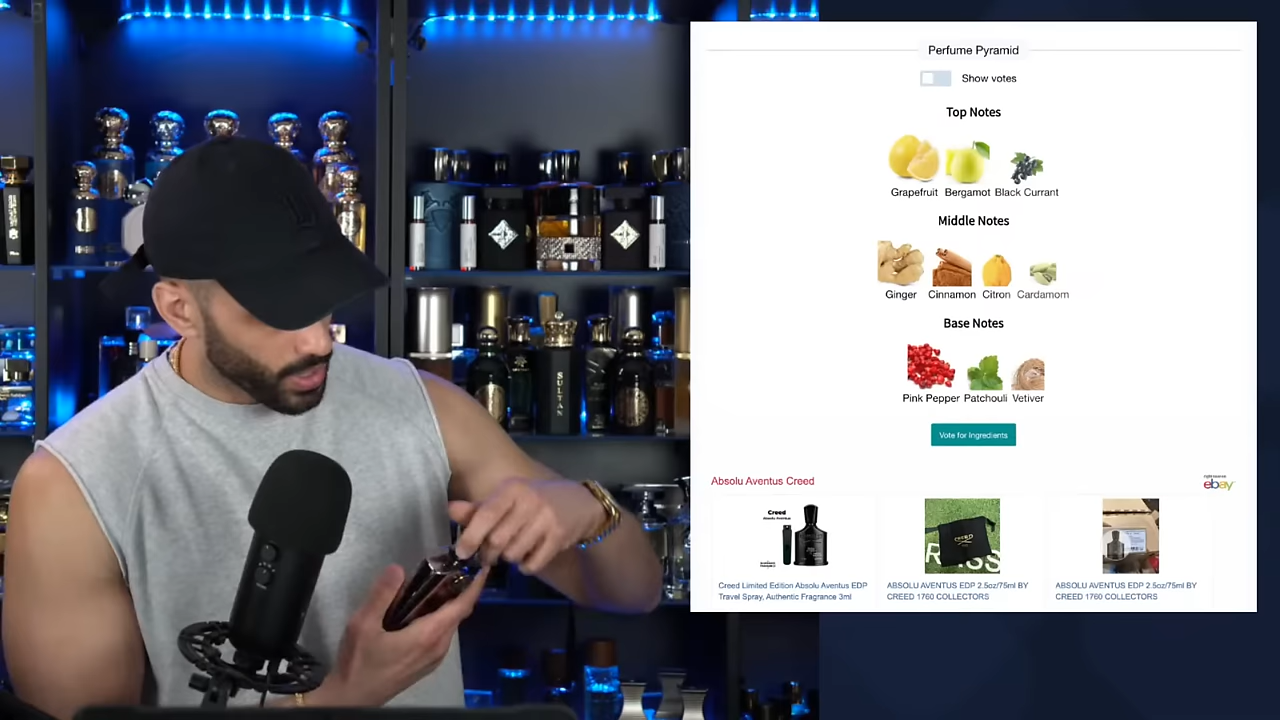 Perfume Pyramid
Show votes
Top Notes
Grapefruit Bergamot Black Currant
Middle Notes
Ginger Cinnamon Citron Cardamom
Base Notes
Pink Pepper Patchouli Vetiver
Vote for Ingredients
Absolu Aventus Creed
ebay
Creed
CREED
Creed Limited Edition Absolu Aventus EDP
Travel Spray, Authentic Fragrance 3ml
ABSOLU AVENTUS EDP 2.5oz/75ml BY
CREED 1760 COLLECTORS
ABSOLU AVENTUS EDP 2.5oz/75ml BY
CREED 1760 COLLECTORS
SULTAN